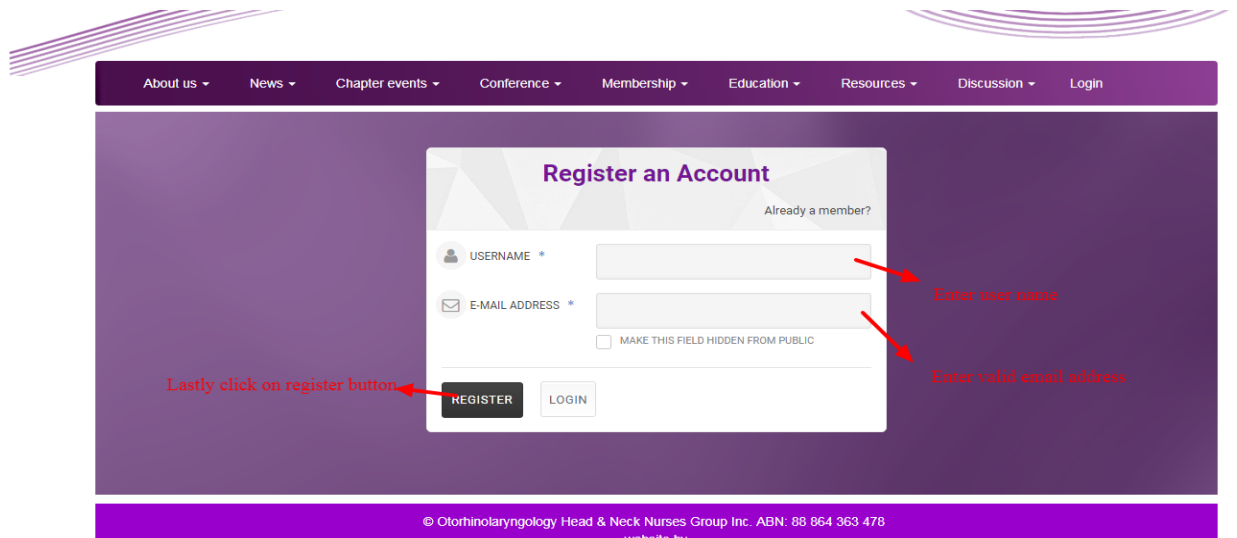 About us News Chapter events Conference Membership Education Resources Discussion Login
Register an Account
Already a member?
USERNAME *
Enter user name
E-MAIL ADDRESS *
MAKE THIS FIELD HIDDEN FROM PUBLIC
Enter valid email address
Lastly click on register button
REGISTER LOGIN
© Otorhinolaryngology Head & Neck Nurses Group Inc. ABN: 88 864 363 478
website by